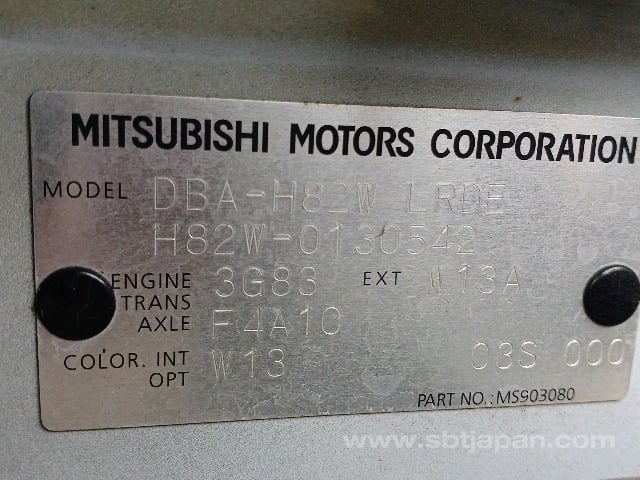 MITSUBISHI MOTORS CORPORATION
MODEL DBA-H82W LRDE
H82W-0130542
ENGINE 3G83 EXT W13A
TRANS
AXLE F4A1C
COLOR. INT W13 03S 000
OPT
PART NO.: MS903080
www.sbtjapan.com